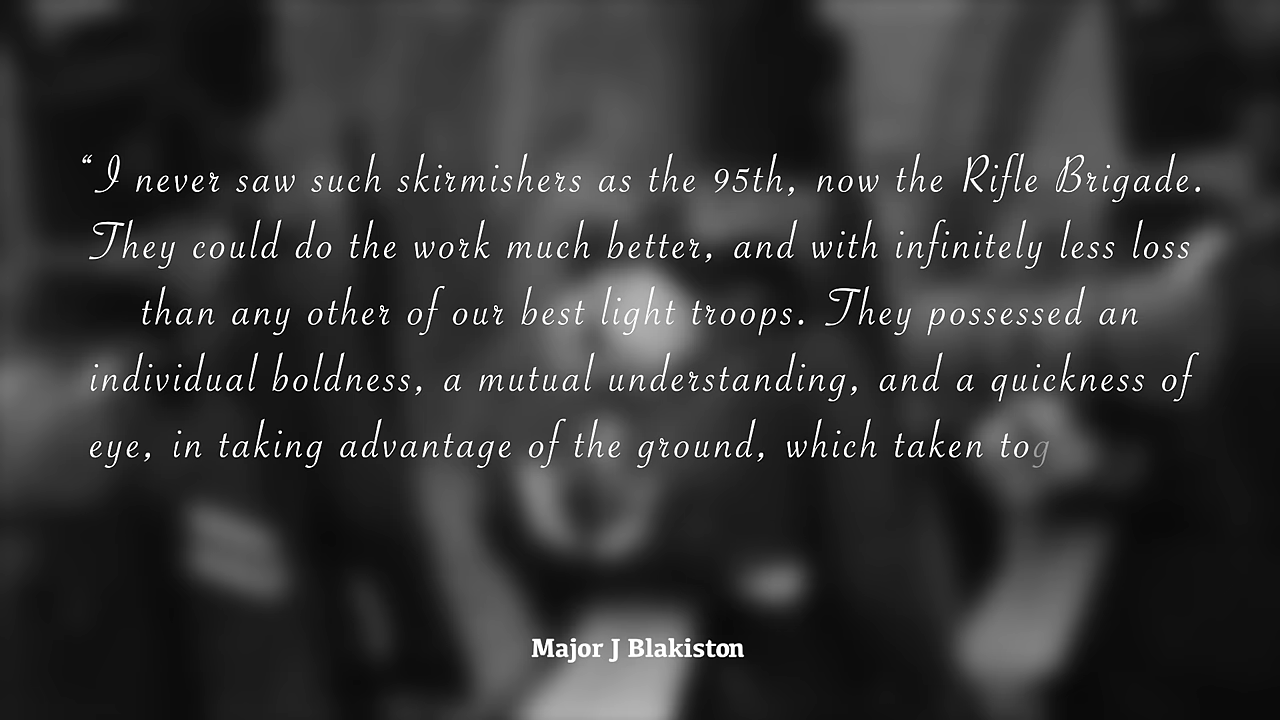 “I never saw such skirmishers as the 95th, now the Rifle Brigade.
They could do the work much better, and with infinitely less loss
than any other of our best light troops. They possessed an
individual boldness, a mutual understanding, and a quickness of
eye, in taking advantage of the ground, which taken tog
Major J Blakiston